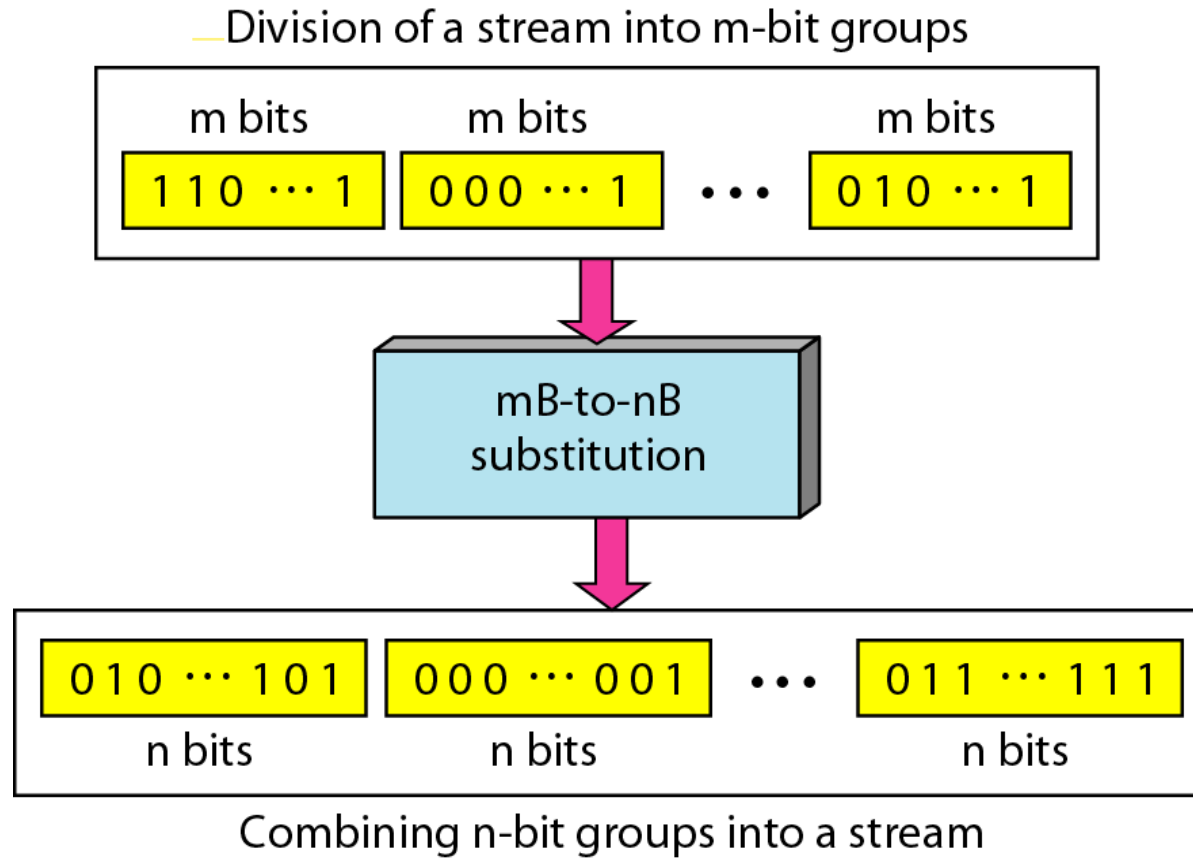 Division of a stream into m-bit groups
m bits m bits m bits
1 1 0 ··· 1 0 0 0 ··· 1 ••• 0 1 0 ··· 1
mB-to-nB
substitution
0 1 0 ··· 1 0 1 0 0 0 ··· 0 0 1 ••• 0 1 1 ··· 1 1 1
n bits n bits n bits
Combining n-bit groups into a stream